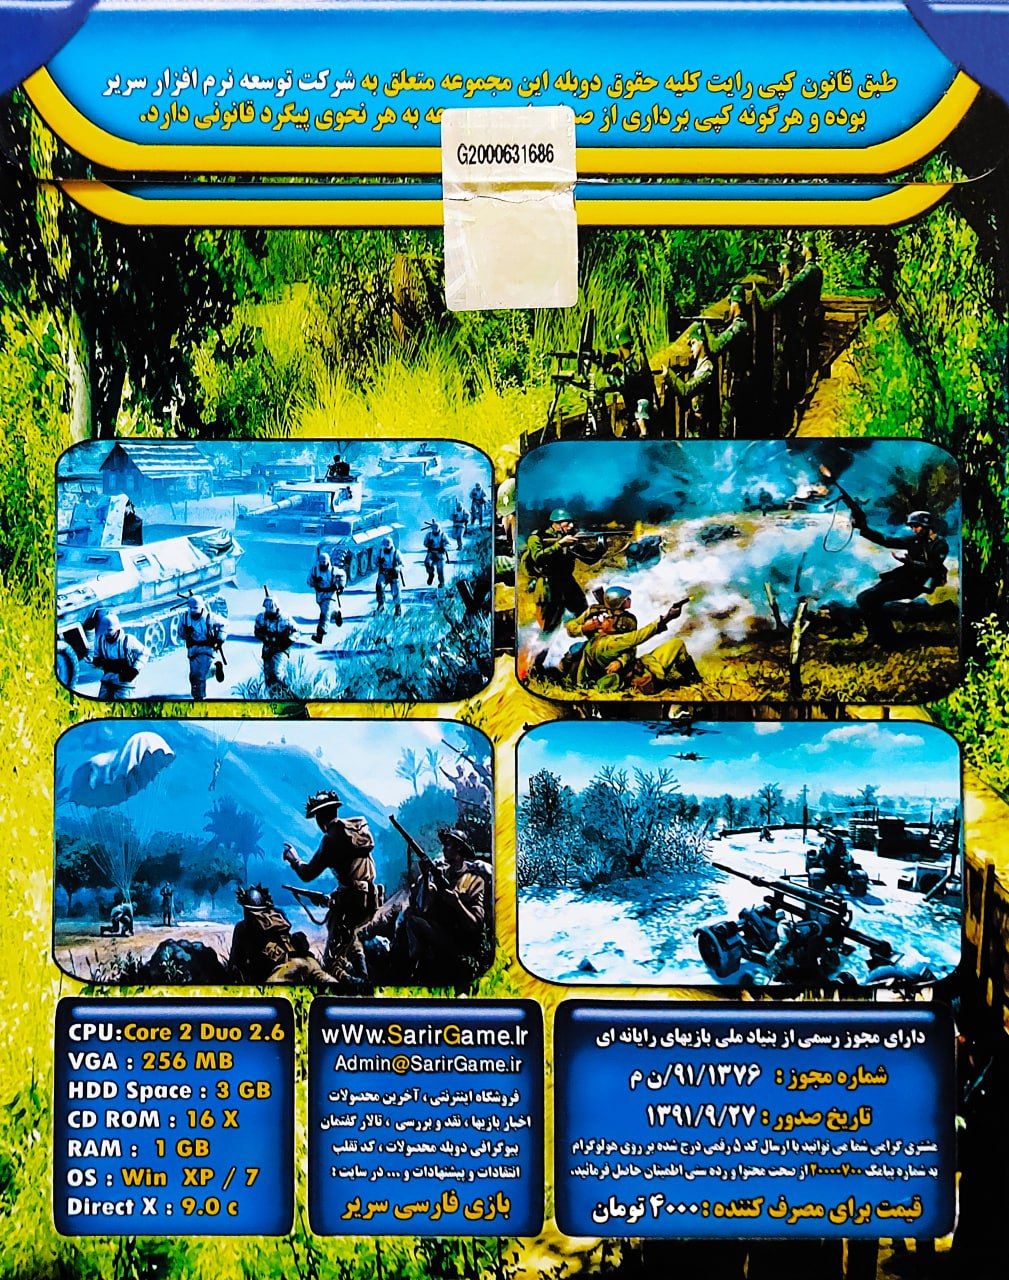 طبق قانون کپی رایت کلیه حقوق دوبله این مجموعه متعلق به شرکت توسعه نرم افزار سریر
بوده و هرگونه کپی برداری از به هر نحوی پیگرد قانونی دارد.
G2000631686
CPU:Core 2 Duo 2.6
VGA : 256 MB
HDD Space : 3 GB
CD ROM : 16 X
RAM : 1 GB
OS : Win XP / 7
Direct X : 9.0 c
wWw.SarirGame.Ir
Admin@SarirGame.ir
فروشگاه اینترنتی ، آخرین محصولات
اخبار بازیها ، نقد و بررسی ، تالار گفتمان
بیوگرافی دوبله محصولات ، کد تقلب
انتقادات و پیشنهادات و ... در سایت :
بازی فارسی سریر
دارای مجوز رسمی از بنیاد ملی بازیهای رایانه ای
شماره مجوز : ۹۱/۱۳۷۶/ن م
تاریخ صدور : ۱۳۹۱/۹/۲۷
مشتری گرامی شما می توانید با ارسال کد ۵ رقمی درج شده بر روی هولوگرام
به شماره پیامک ۲۰۰۰۰۷۰۰ از صحت محتوا و رده سنی اطمینان حاصل فرمائید.
قیمت برای مصرف کننده : ۴۰۰۰ تومان